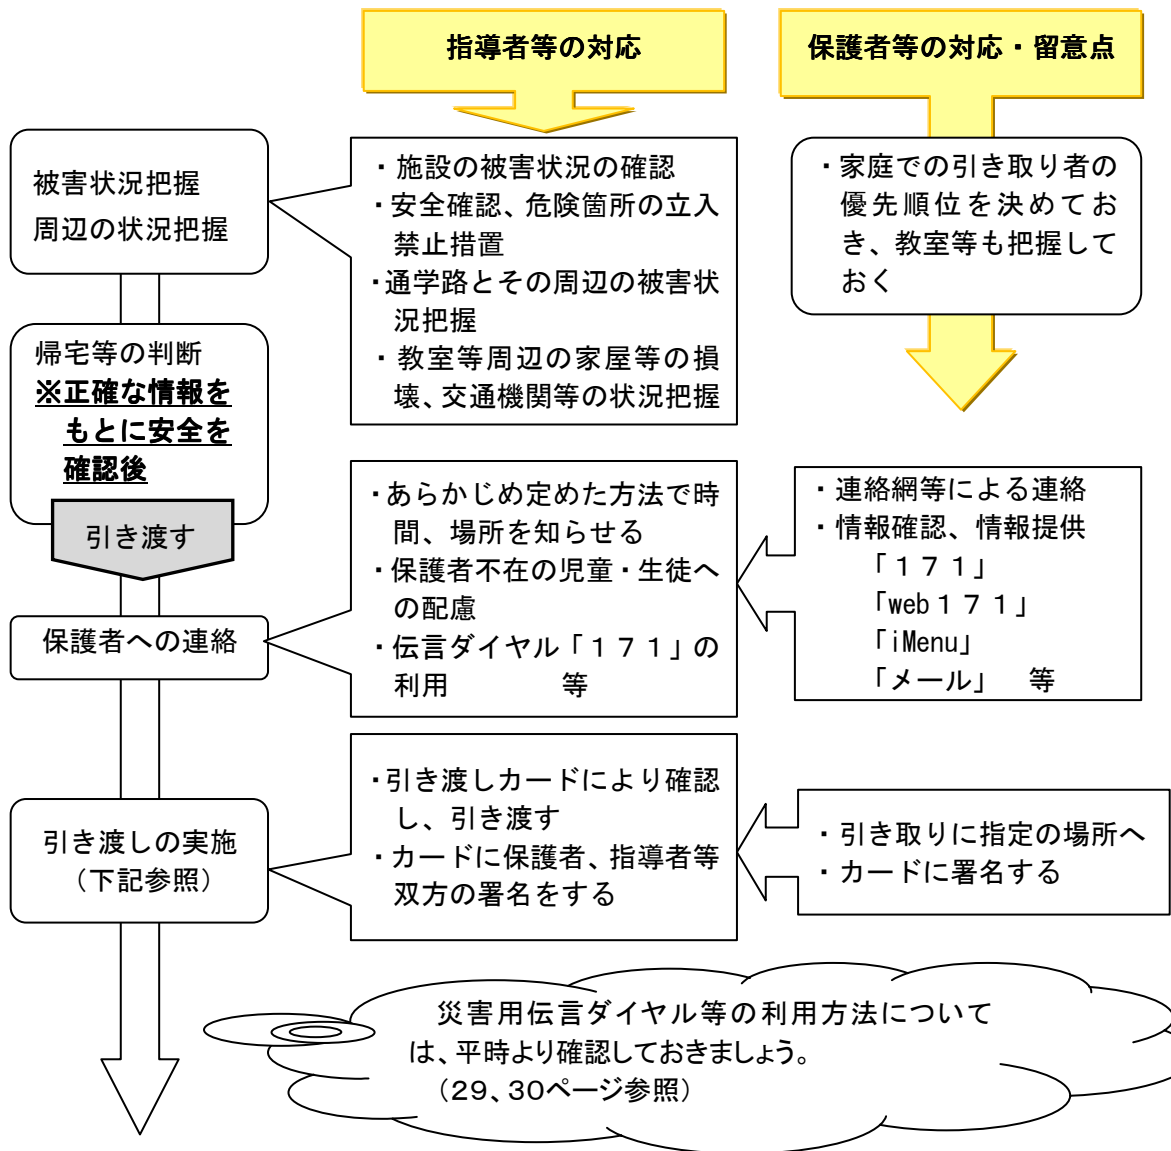 指導者等の対応
保護者等の対応・留意点
被害状況把握
周辺の状況把握
・施設の被害状況の確認
・安全確認、危険箇所の立入
禁止措置
・通学路とその周辺の被害状
況把握
・教室等周辺の家屋等の損
壊、交通機関等の状況把握
・家庭での引き取り者の
優先順位を決めてお
き、教室等も把握して
おく
帰宅等の判断
※正確な情報を
もとに安全を
確認後
引き渡す
保護者への連絡
・あらかじめ定めた方法で時
間、場所を知らせる
・保護者不在の児童・生徒へ
の配慮
・伝言ダイヤル「１７１」の
利用　　　等
・連絡網等による連絡
・情報確認、情報提供
「１７１」
「web１７１」
「iMenu」
「メール」　等
引き渡しの実施
（下記参照）
・引き渡しカードにより確認
し、引き渡す
・カードに保護者、指導者等
双方の署名をする
・引き取りに指定の場所へ
・カードに署名する
災害用伝言ダイヤル等の利用方法について
は、平時より確認しておきましょう。
（29、30ページ参照）